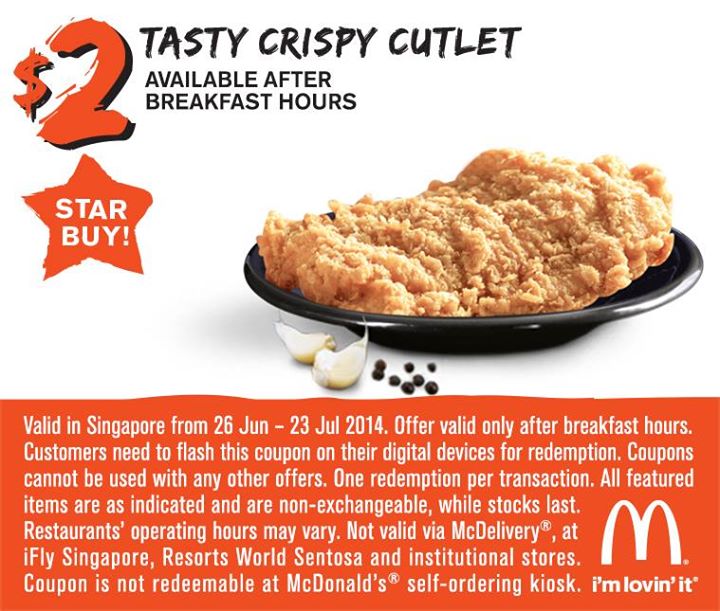 $2
TASTY CRISPY CUTLET
AVAILABLE AFTER
BREAKFAST HOURS
STAR
BUY!
Valid in Singapore from 26 Jun – 23 Jul 2014. Offer valid only after breakfast hours.
Customers need to flash this coupon on their digital devices for redemption. Coupons
cannot be used with any other offers. One redemption per transaction. All featured
items are as indicated and are non-exchangeable, while stocks last.
Restaurants’ operating hours may vary. Not valid via McDelivery®, at
iFly Singapore, Resorts World Sentosa and institutional stores.
Coupon is not redeemable at McDonald’s® self-ordering kiosk.
M®
i’m lovin’ it®